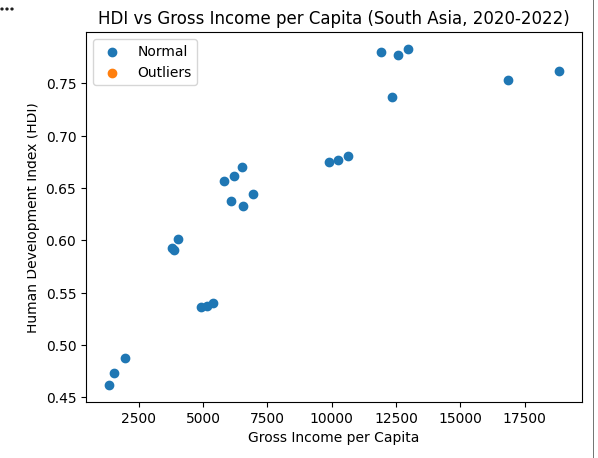 HDI vs Gross Income per Capita (South Asia, 2020-2022)
Normal
Outliers
Human Development Index (HDI)
0.75
0.70
0.65
0.60
0.55
0.50
0.45
2500 5000 7500 10000 12500 15000 17500
Gross Income per Capita